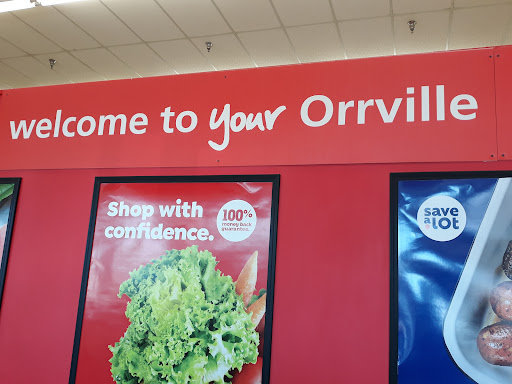 welcome to your Orrville
Shop with
confidence.
100%
money back
guarantee.
save
a
lot